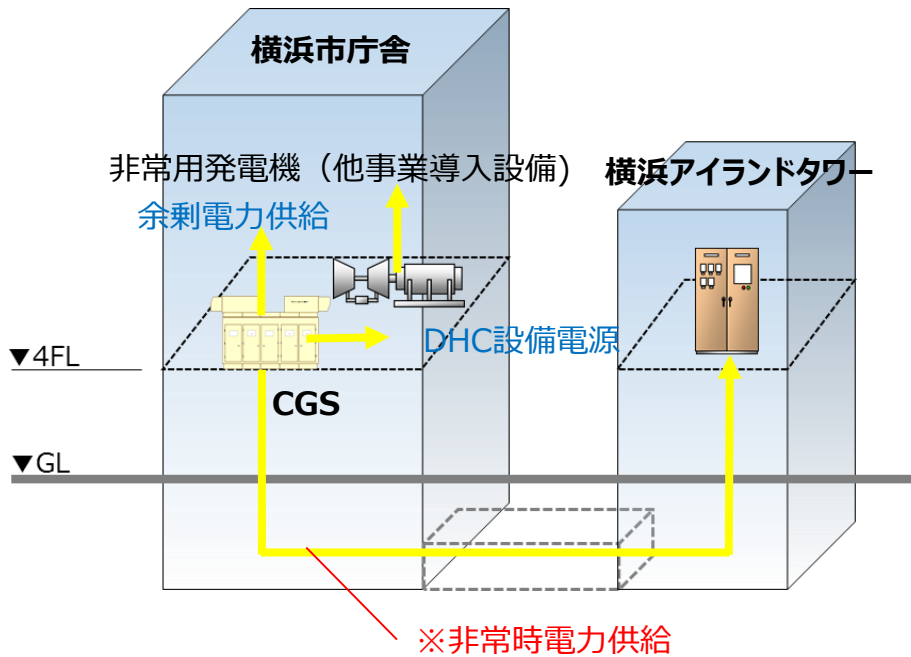 横浜市庁舎
非常用発電機（他事業導入設備)
横浜アイランドタワー
余剰電力供給
DHC設備電源
▼4FL
CGS
▼GL
※非常時電力供給